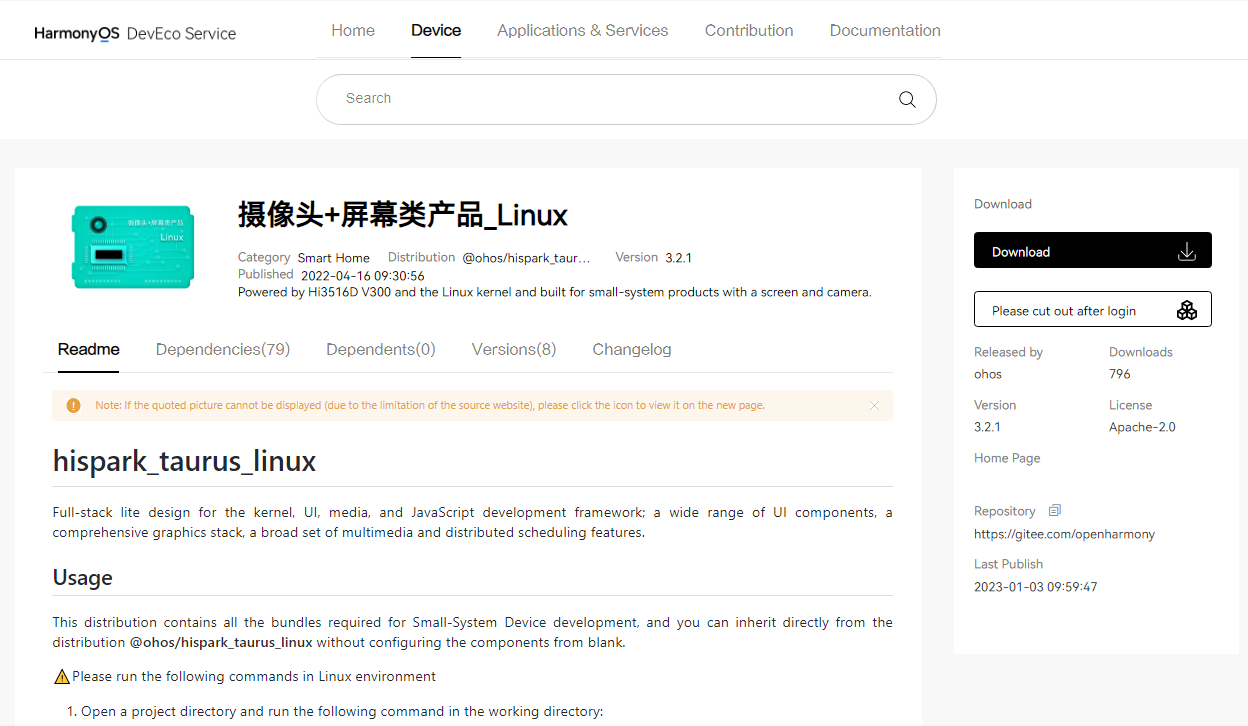 HarmonyOS DevEco Service
Home Device Applications & Services Contribution Documentation
Search
摄像头+屏幕类产品
Linux
摄像头+屏幕类产品_Linux
Category Smart Home Distribution @ohos/hispark_taur... Version 3.2.1
Published 2022-04-16 09:30:56
Powered by Hi3516D V300 and the Linux kernel and built for small-system products with a screen and camera.
Readme Dependencies(79) Dependents(0) Versions(8) Changelog
Note: If the quoted picture cannot be displayed (due to the limitation of the source website), please click the icon to view it on the new page.
hispark_taurus_linux
Full-stack lite design for the kernel, UI, media, and JavaScript development framework; a wide range of UI components, a
comprehensive graphics stack, a broad set of multimedia and distributed scheduling features.
Usage
This distribution contains all the bundles required for Small-System Device development, and you can inherit directly from the
distribution @ohos/hispark_taurus_linux without configuring the components from blank.
⚠Please run the following commands in Linux environment
1. Open a project directory and run the following command in the working directory:
Download
Download
Please cut out after login
Released by Downloads
ohos 796
Version License
3.2.1 Apache-2.0
Home Page
Repository
https://gitee.com/openharmony
Last Publish
2023-01-03 09:59:47